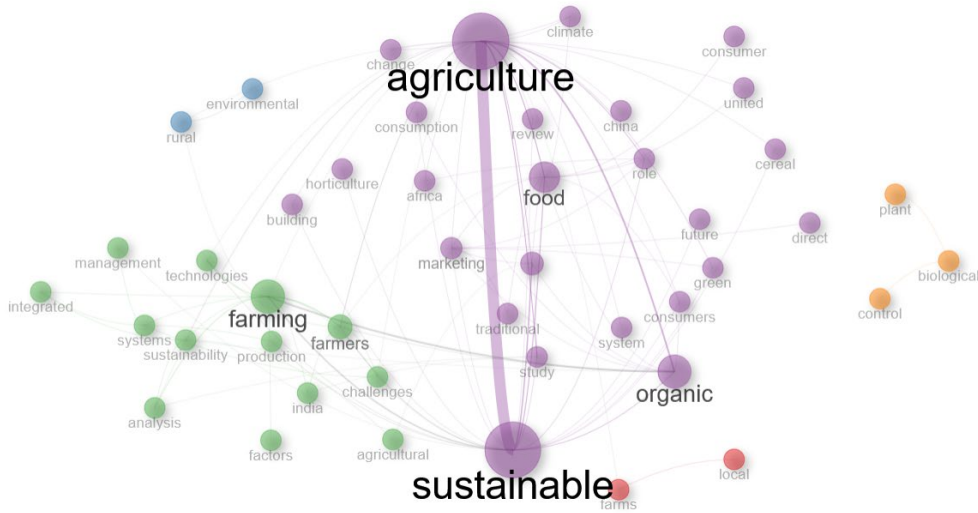 climate
consumer
change
agriculture
environmental
united
consumption
review
china
rural
cereal
role
horticulture
africa
food
plant
building
future
direct
management
technologies
marketing
green
biological
integrated
farming
traditional
consumers
control
systems
farmers
system
sustainability
production
study
challenges
organic
india
analysis
factors
agricultural
local
sustainable
farms